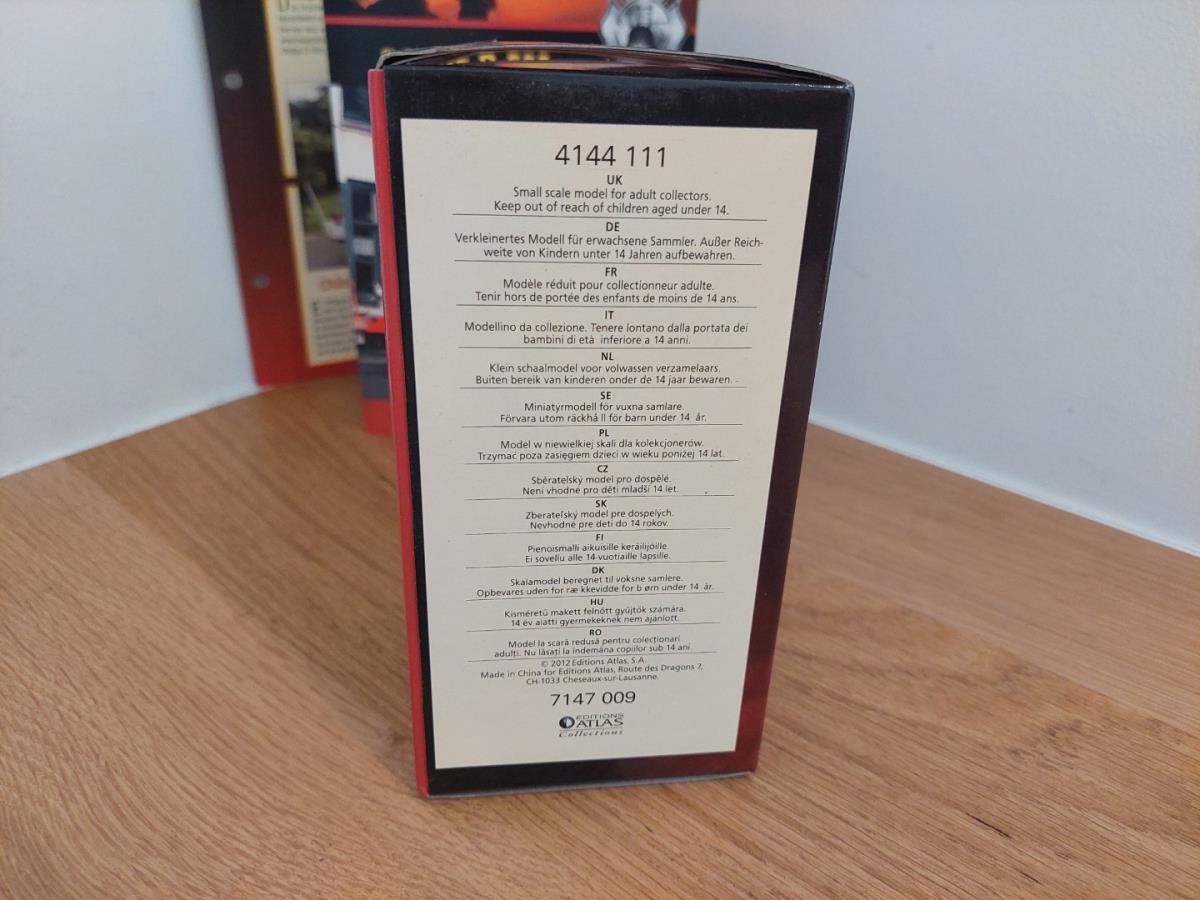 4144 111
UK
Small scale model for adult collectors.
Keep out of reach of children aged under 14.
DE
Verkleinertes Modell für erwachsene Sammler. Außer Reich-
weite von Kindern unter 14 Jahren aufbewahren.
FR
Modèle réduit pour collectionneur adulte.
Tenir hors de portée des enfants de moins de 14 ans.
IT
Modellino da collezione. Tenere lontano dalla portata dei
bambini di età inferiore a 14 anni.
NL
Klein schaalmodel voor volwassen verzamelaars.
Buiten bereik van kinderen onder de 14 jaar bewaren.
SE
Miniatyrmodell för vuxna samlare.
Förvara utom räckhå ll för barn under 14 år.
PL
Model w niewielkiej skali dla kolekcjonerów.
Trzymać poza zasięgiem dzieci w wieku poniżej 14 lat.
CZ
Sběratelský model pro dospělé.
Není vhodné pro děti mladší 14 let.
SK
Zberateľský model pre dospelých.
Nevhodné pre deti do 14 rokov.
FI
Pienoismalli aikuisille keräilijöille.
Ei sovellu alle 14-vuotiaille lapsille.
DK
Skalamodel beregnet til voksne samlere.
Opbevares uden for ræ kkevidde for b ørn under 14 år.
HU
Kisméretű makett felnőtt gyűjtők számára.
14 év alatti gyermekeknek nem ajánlott.
RO
Model la scară redusă pentru colecționari
adulți. Nu lăsați la îndemâna copiilor sub 14 ani.
© 2012 Editions Atlas, S.A.
Made in China for Editions Atlas, Route des Dragons 7,
CH-1033 Cheseaux-sur-Lausanne.
7147 009
EDITIONS
ATLAS
Collections